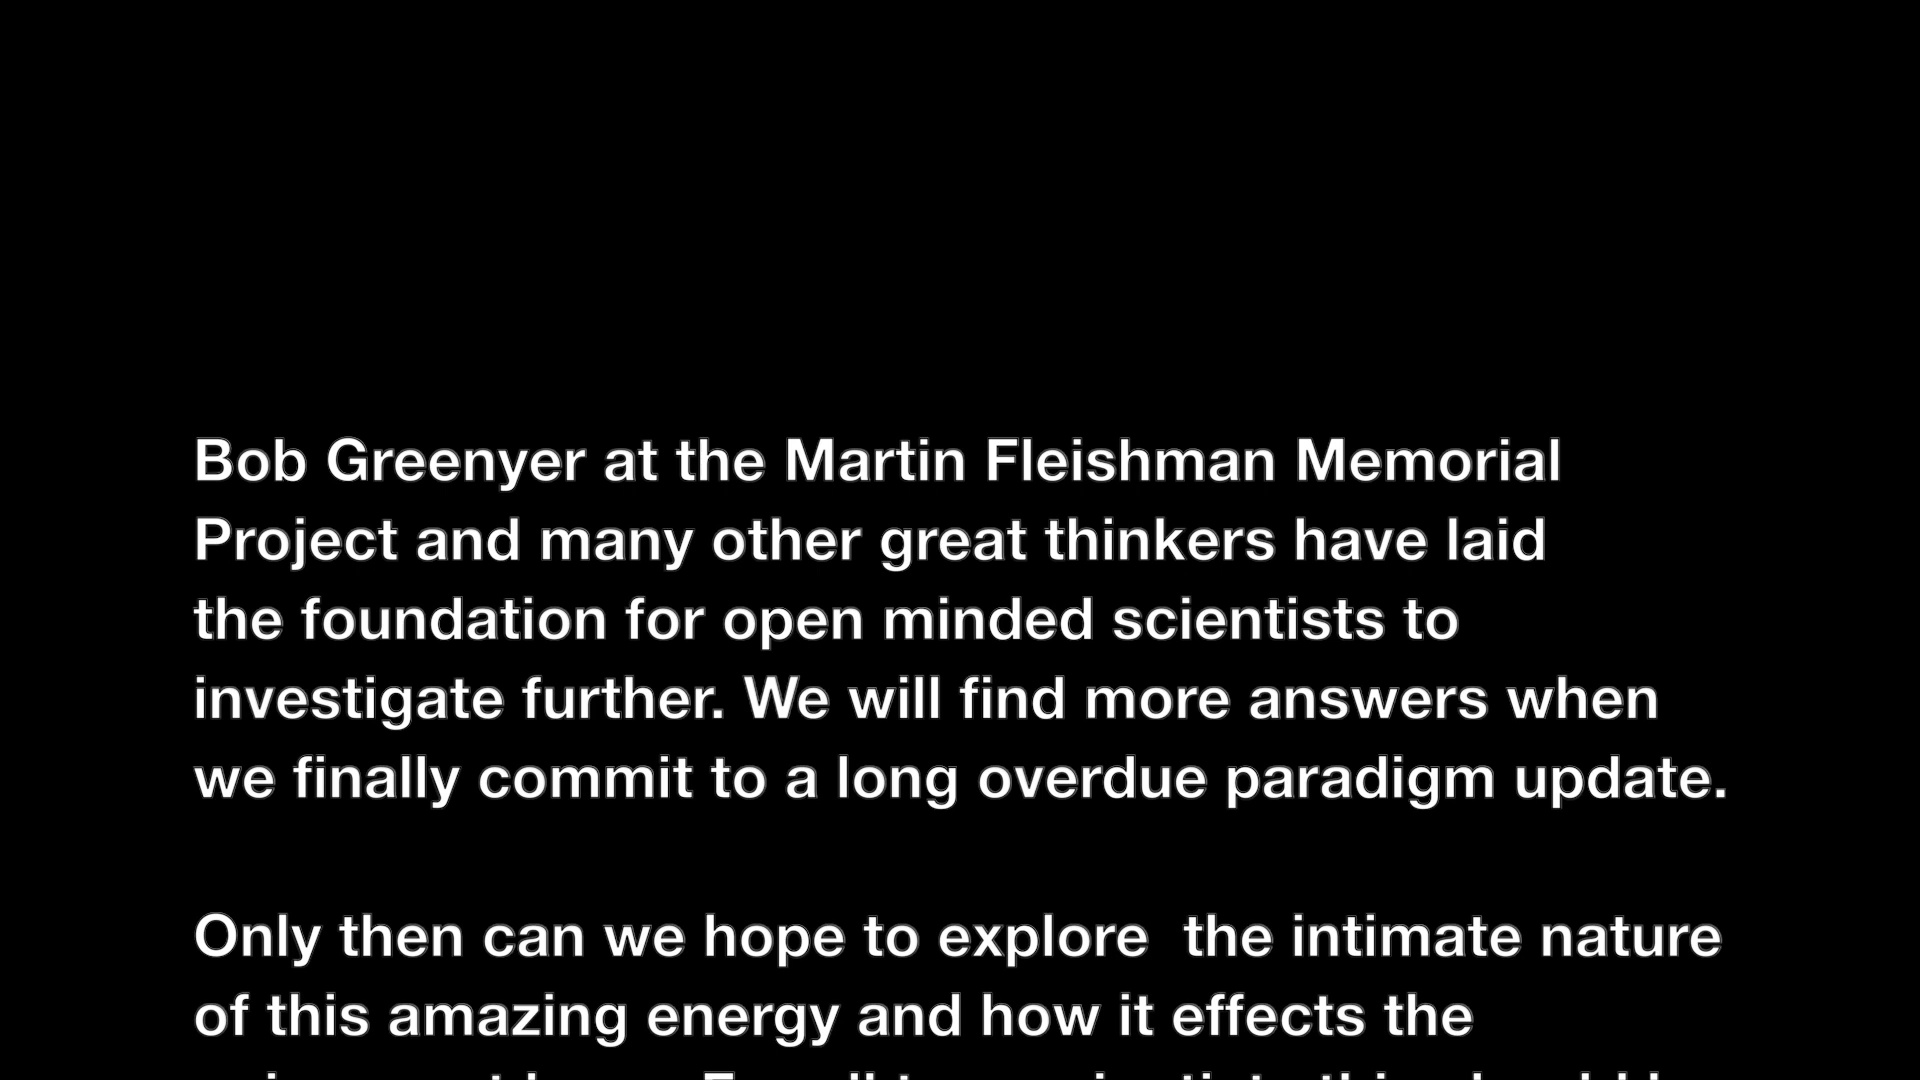 Bob Greenyer at the Martin Fleishman Memorial
Project and many other great thinkers have laid
the foundation for open minded scientists to
investigate further. We will find more answers when
we finally commit to a long overdue paradigm update.
Only then can we hope to explore  the intimate nature
of this amazing energy and how it effects the